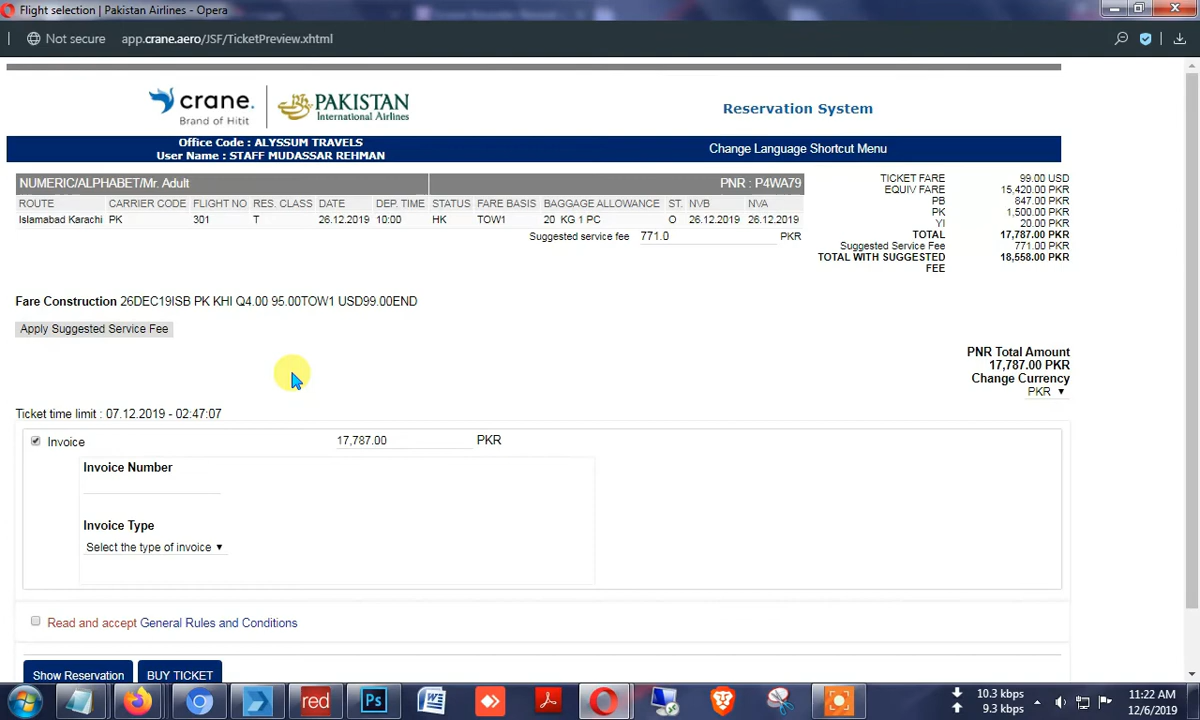 Flight selection | Pakistan Airlines - Opera
Not secure app.crane.aero/JSF/TicketPreview.xhtml
crane.
Brand of Hitit
PAKISTAN
International Airlines
Reservation System
Office Code : ALYSSUM TRAVELS
User Name : STAFF MUDASSAR REHMAN
Change Language Shortcut Menu
NUMERIC/ALPHABET/Mr. Adult PNR : P4WA79
ROUTE CARRIER CODE FLIGHT NO RES. CLASS DATE DEP. TIME STATUS FARE BASIS BAGGAGE ALLOWANCE ST. NVB NVA
Islamabad Karachi PK 301 T 26.12.2019 10:00 HK TOW1 20 KG 1 PC O 26.12.2019 26.12.2019
Suggested service fee 771.0 PKR
TICKET FARE 99.00 USD
EQUIV FARE 15,420.00 PKR
PB 847.00 PKR
PK 1,500.00 PKR
YI 20.00 PKR
TOTAL 17,787.00 PKR
Suggested Service Fee 771.00 PKR
TOTAL WITH SUGGESTED 18,558.00 PKR
FEE
Fare Construction 26DEC19ISB PK KHI Q4.00 95.00TOW1 USD99.00END
Apply Suggested Service Fee
PNR Total Amount
17,787.00 PKR
Change Currency
PKR
Ticket time limit : 07.12.2019 - 02:47:07
Invoice 17,787.00 PKR
Invoice Number
Invoice Type
Select the type of invoice
Read and accept General Rules and Conditions
Show Reservation BUY TICKET
red
Ps
10.3 kbps
9.3 kbps
11:22 AM
12/6/2019